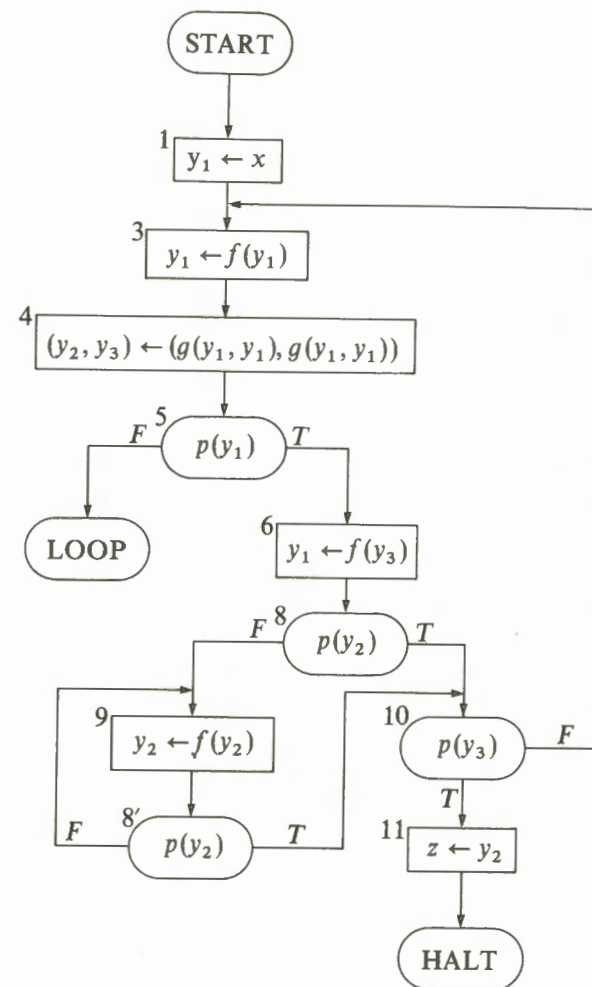 START
1
y₁ ← x
3
y₁ ← f(y₁)
4
(y₂, y₃) ← (g(y₁, y₁), g(y₁, y₁))
5
F p(y₁) T
LOOP
6
y₁ ← f(y₃)
8
F p(y₂) T
9
y₂ ← f(y₂)
10
p(y₃) F
8′
F p(y₂) T
T
11
z ← y₂
HALT